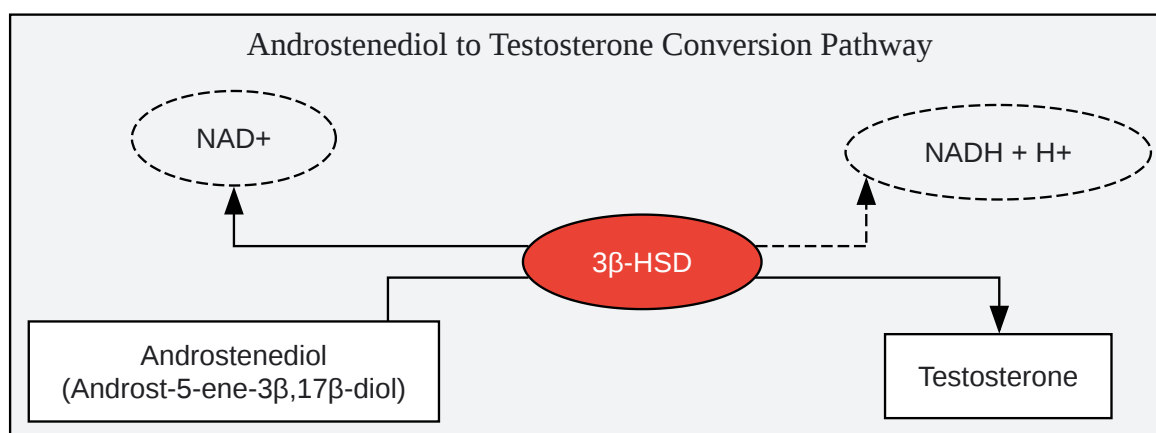 Androstenediol to Testosterone Conversion Pathway
NAD+
NADH + H+
3β-HSD
Androstenediol
(Androst-5-ene-3β,17β-diol)
Testosterone